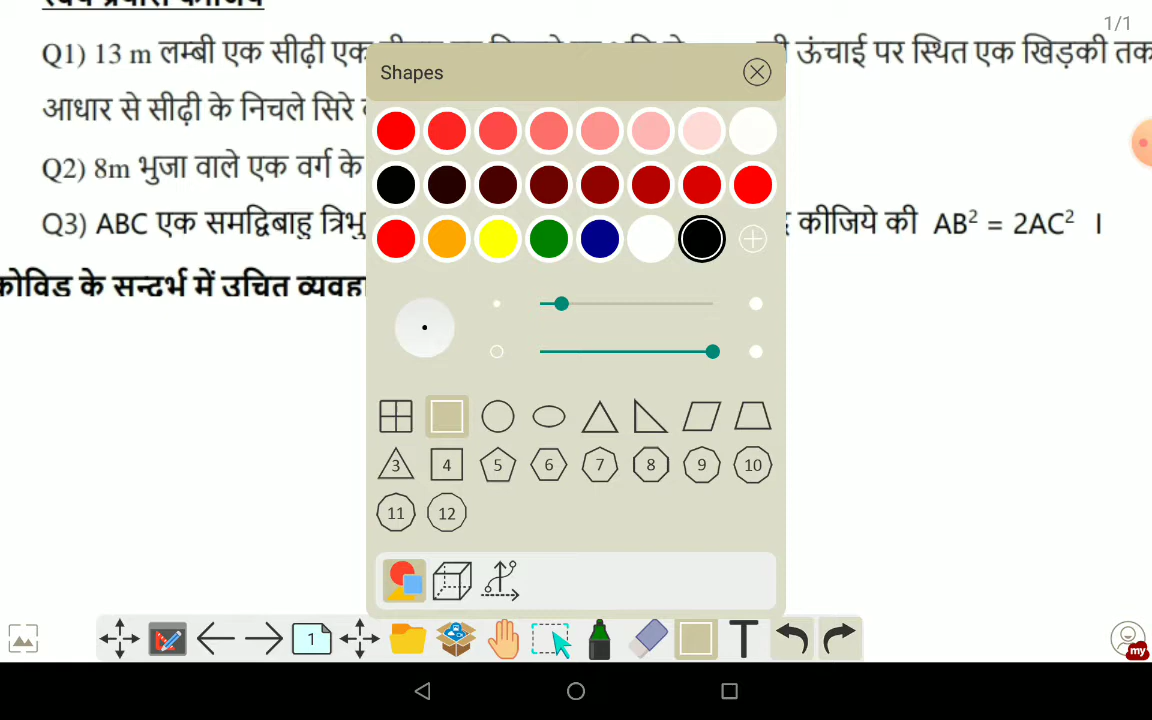 1/1
Q1) 13 m लम्बी एक सीढ़ी एक ऊंचाई पर स्थित एक खिड़की तक
Shapes
आधार से सीढ़ी के निचले सिरे
Q2) 8m भुजा वाले एक वर्ग के
Q3) ABC एक समद्विबाहु कीजिये की AB² = 2AC² I
कोविड के सन्दर्भ में उचित
3 4 5 6 7 8 9 10
11 12
1 T my